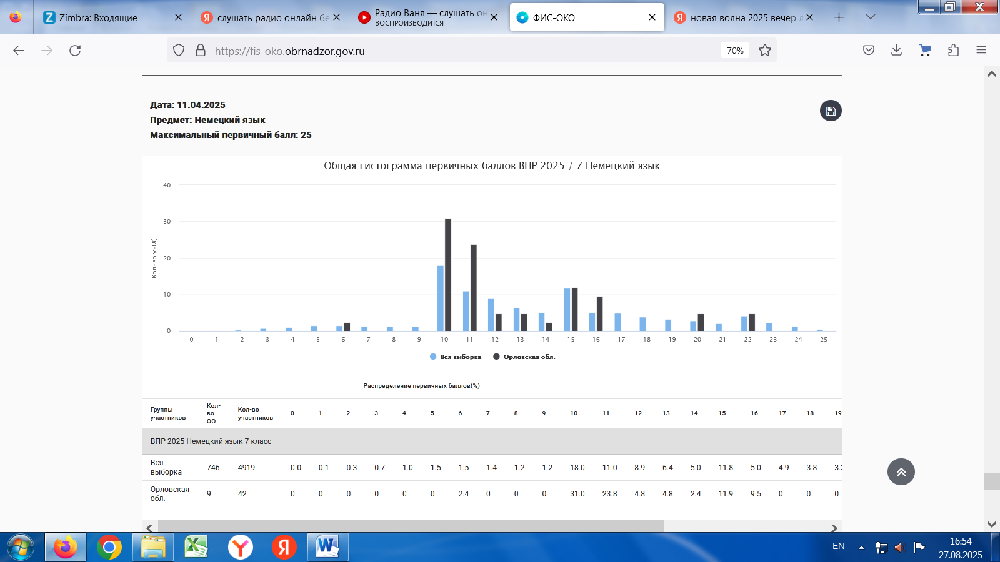 Zimbra: Входящие
слушать радио онлайн бе
Радио Ваня — слушать он
ВОСПРОИЗВОДИТСЯ
ФИС-ОКО
новая волна 2025 вечер л
https://fis-oko.obrnadzor.gov.ru
70%
Дата: 11.04.2025
Предмет: Немецкий язык
Максимальный первичный балл: 25
Общая гистограмма первичных баллов ВПР 2025 / 7 Немецкий язык
Кол-во уч(%)
40
30
20
10
0
0 1 2 3 4 5 6 7 8 9 10 11 12 13 14 15 16 17 18 19 20 21 22 23 24 25
Вся выборка Орловская обл.
Распределение первичных баллов(%)
Группы участников Кол-во ОО Кол-во участников 0 1 2 3 4 5 6 7 8 9 10 11 12 13 14 15 16 17 18 19
ВПР 2025 Немецкий язык 7 класс
Вся выборка 746 4919 0.0 0.1 0.3 0.7 1.0 1.5 1.5 1.4 1.2 1.2 18.0 11.0 8.9 6.4 5.0 11.8 5.0 4.9 3.8
Орловская обл. 9 42 0 0 0 0 0 0 2.4 0 0 0 31.0 23.8 4.8 4.8 2.4 11.9 9.5 0 0 0
EN
16:54
27.08.2025